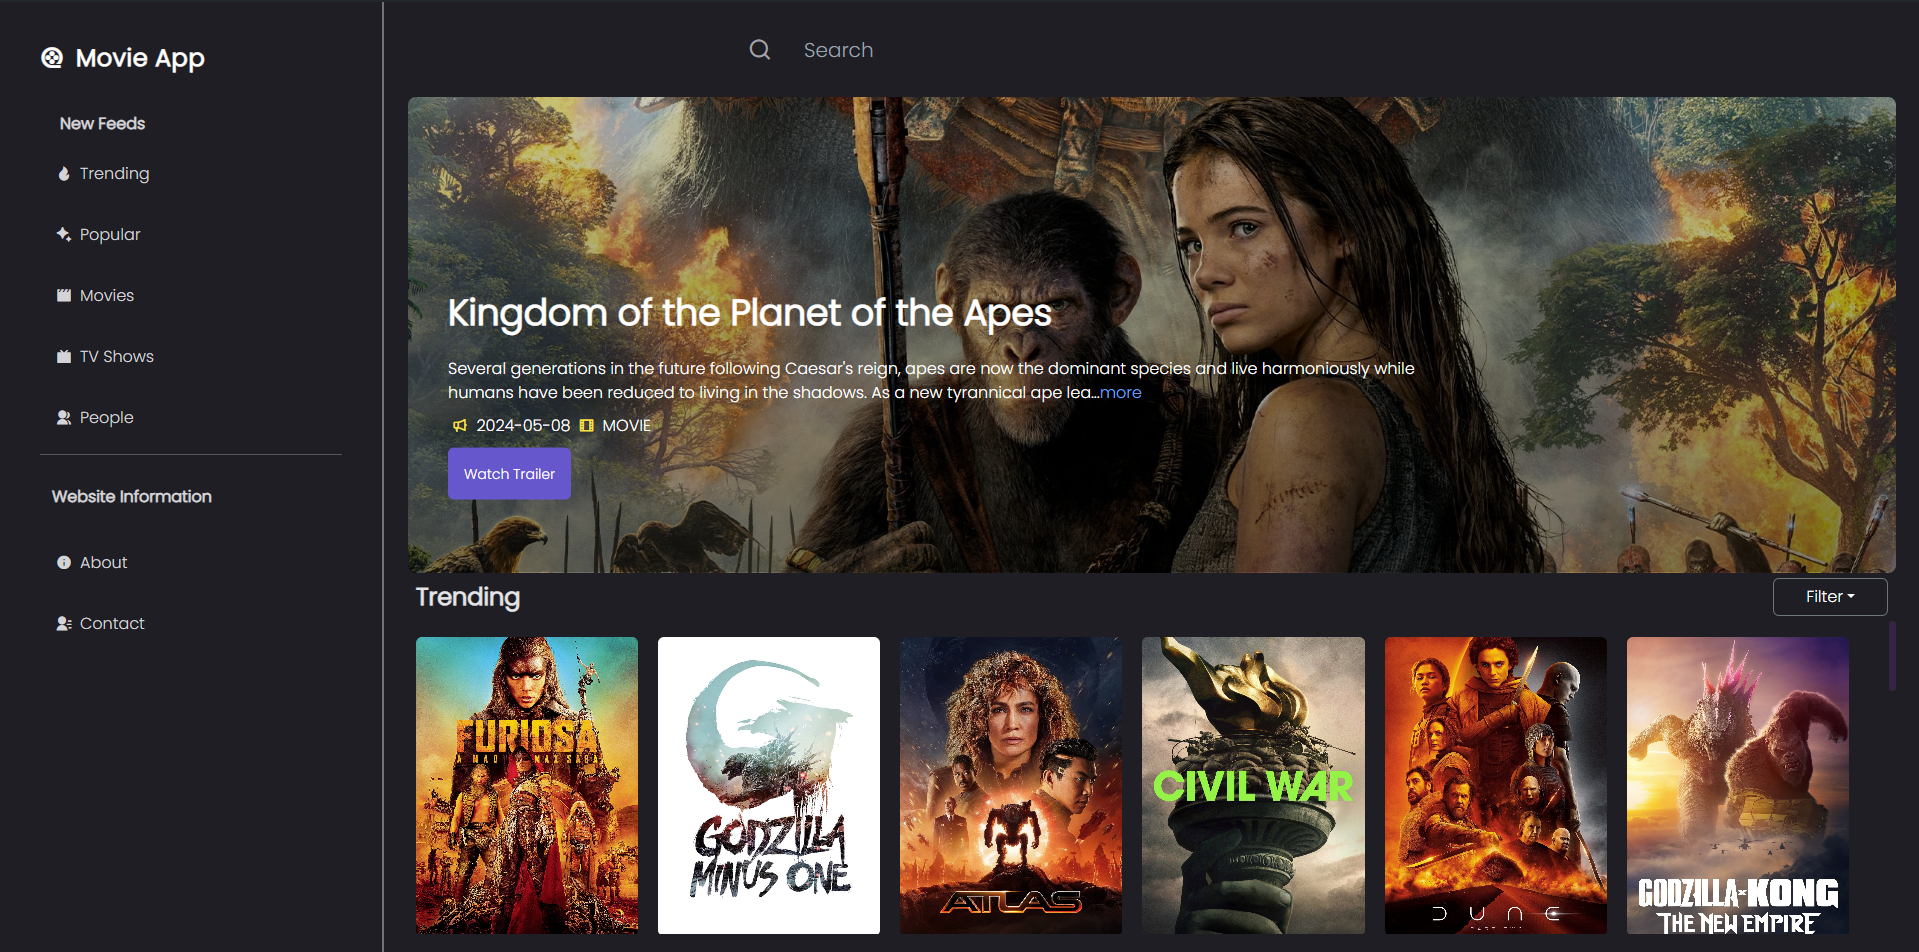 Movie App
Search
New Feeds
Trending
Popular
Movies
TV Shows
People
Website Information
About
Contact
Kingdom of the Planet of the Apes
Several generations in the future following Caesar's reign, apes are now the dominant species and live harmoniously while
humans have been reduced to living in the shadows. As a new tyrannical ape lea...more
2024-05-08 MOVIE
Watch Trailer
Trending
Filter
FURIOSA
A MAD MAX SAGA
GODZILLA
MINUS ONE
ATLAS
CIVIL WAR
DUNE
GODZILLA x KONG
THE NEW EMPIRE